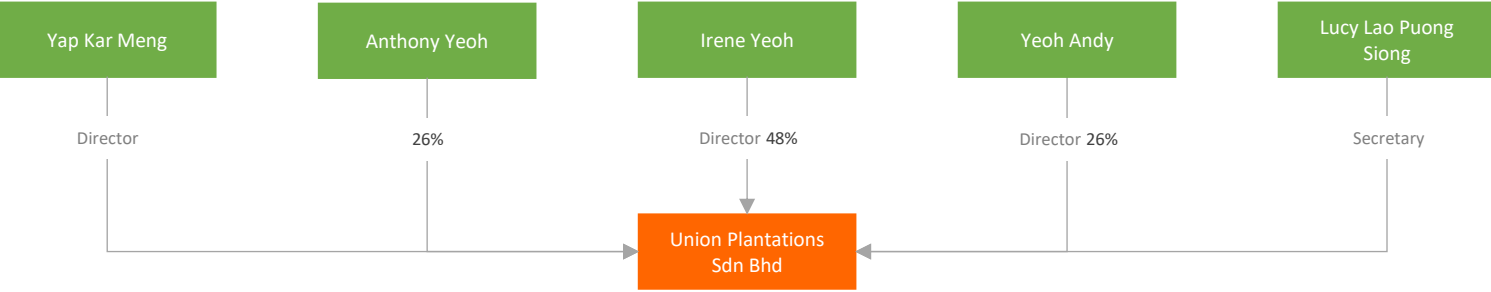 Yap Kar Meng
Anthony Yeoh
Irene Yeoh
Yeoh Andy
Lucy Lao Puong
Siong
Director
26%
Director 48%
Director 26%
Secretary
Union Plantations
Sdn Bhd